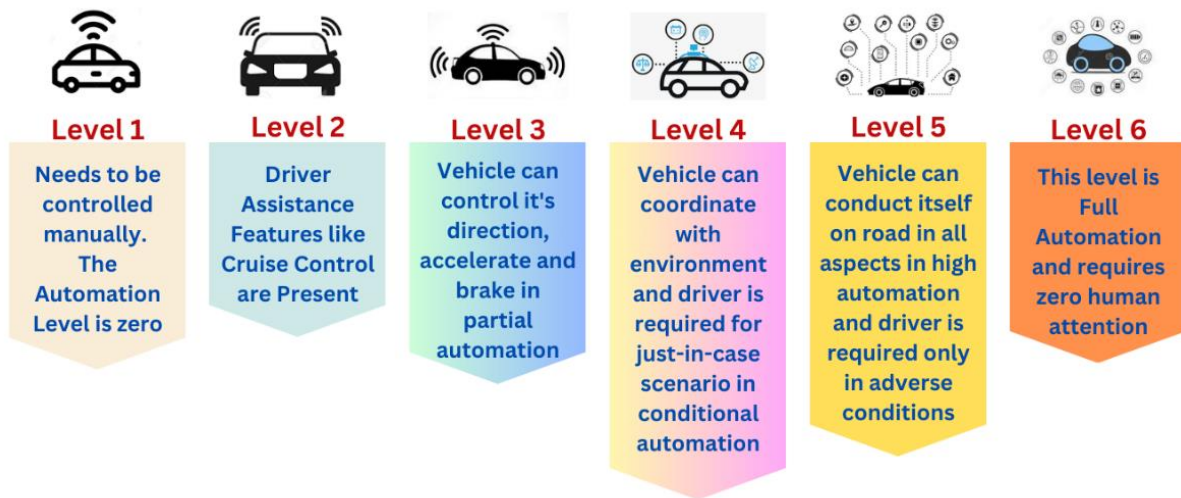 Level 1
Needs to be
controlled
manually.
The
Automation
Level is zero
Level 2
Driver
Assistance
Features like
Cruise Control
are Present
Level 3
Vehicle can
control it's
direction,
accelerate and
brake in
partial
automation
Level 4
Vehicle can
coordinate
with
environment
and driver is
required for
just-in-case
scenario in
conditional
automation
Level 5
Vehicle can
conduct itself
on road in all
aspects in high
automation
and driver is
required only
in adverse
conditions
Level 6
This level is
Full
Automation
and requires
zero human
attention